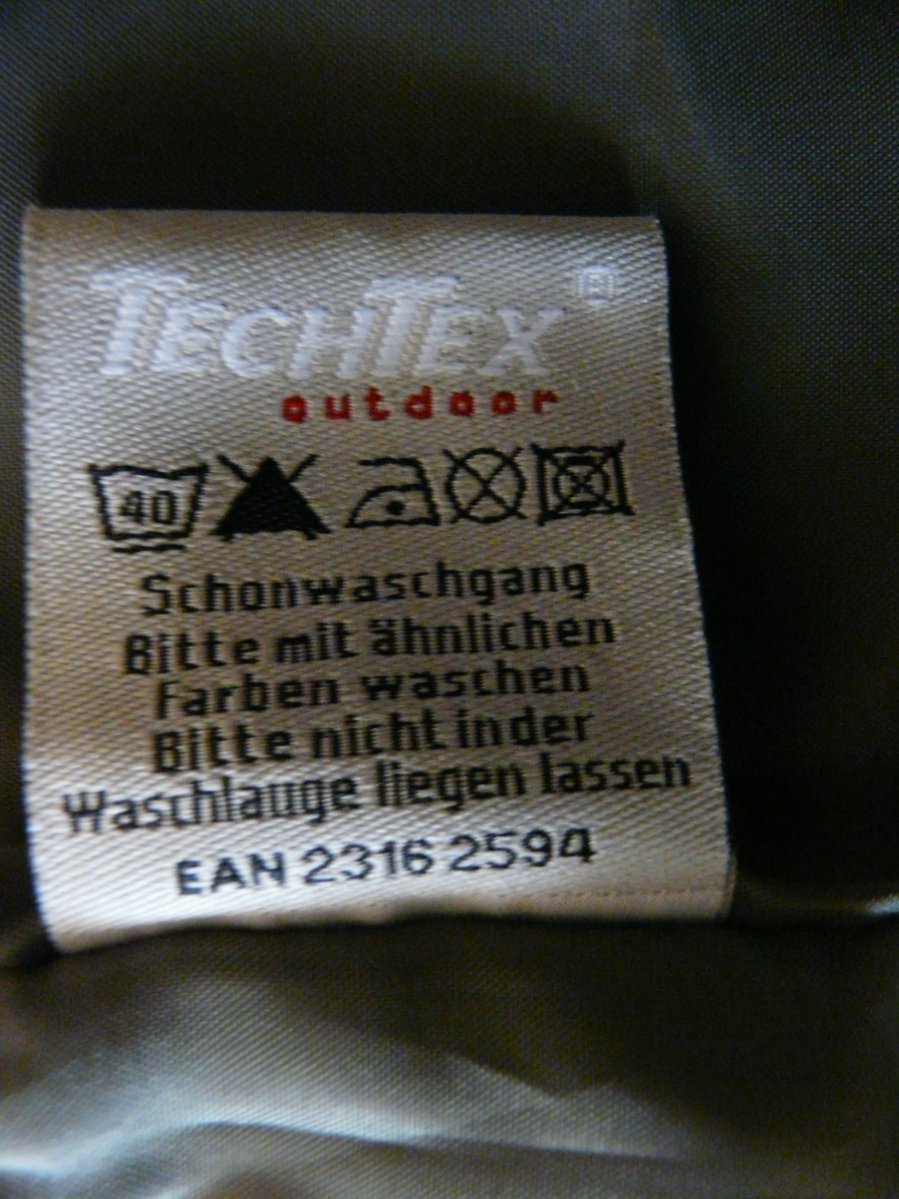 TECHTEX ®
outdoor
40
Schonwaschgang
Bitte mit ähnlichen
Farben waschen
Bitte nicht in der
Waschlauge liegen lassen
EAN 2316 2594